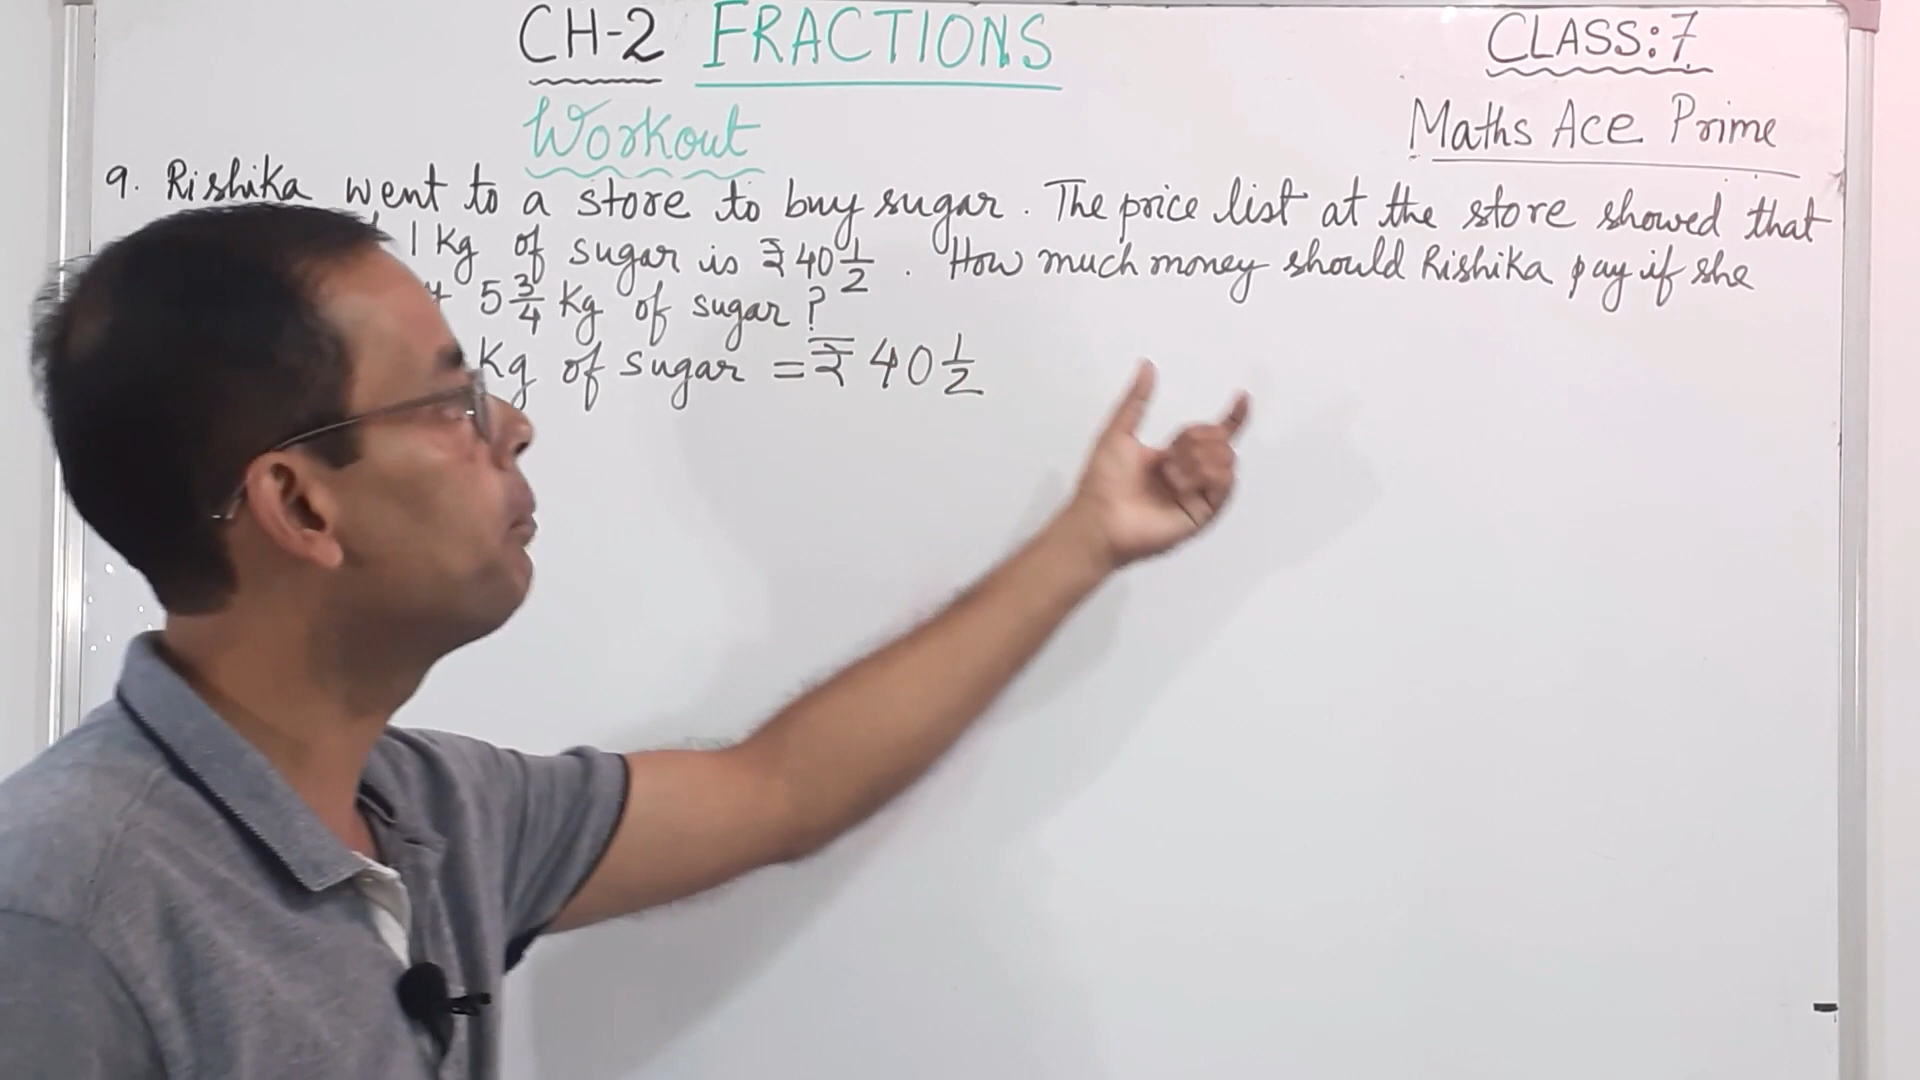 CH-2 FRACTIONS
CLASS:7
Workout
Maths Ace Prime
9. Rishika went to a store to buy sugar. The price list at the store showed that
1 Kg of sugar is ₹40 1/2. How much money should Rishika pay if she
5 3/4 Kg of sugar?
Kg of sugar = ₹ 40 1/2